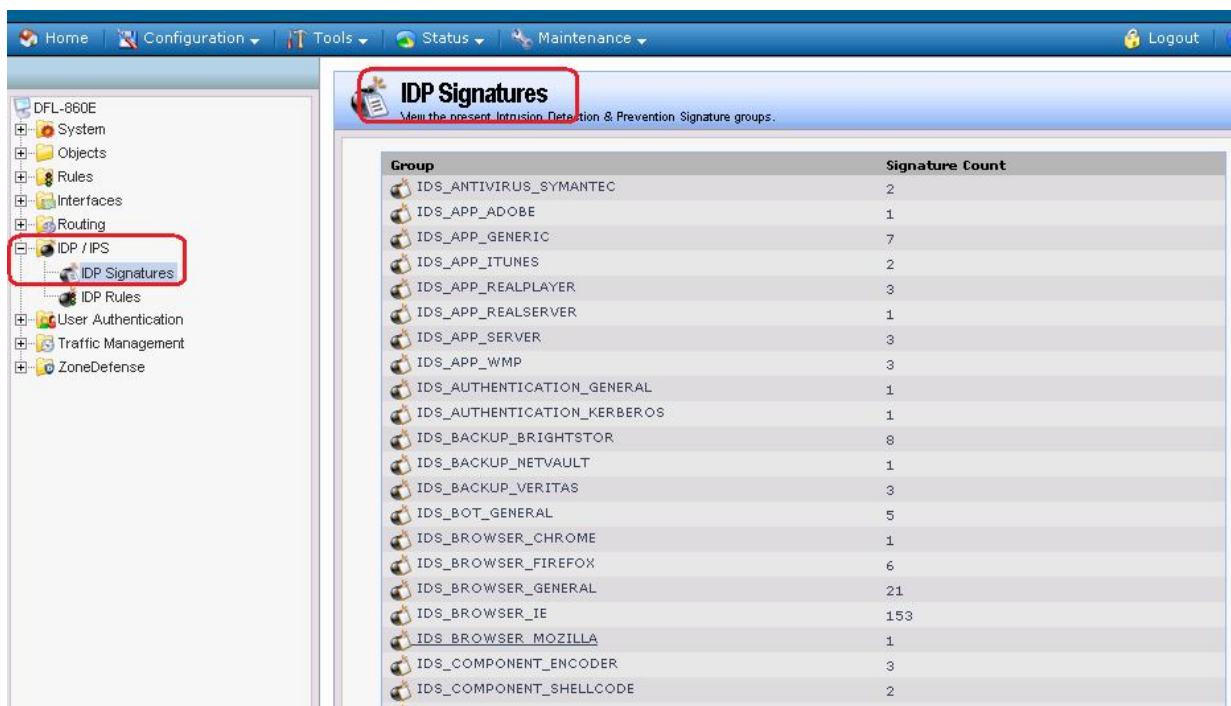 Home Configuration Tools Status Maintenance Logout
DFL-860E
System
Objects
Rules
Interfaces
Routing
IDP / IPS
IDP Signatures
IDP Rules
User Authentication
Traffic Management
ZoneDefense
IDP Signatures
View the present Intrusion Detection & Prevention Signature groups.
Group Signature Count
IDS_ANTIVIRUS_SYMANTEC 2
IDS_APP_ADOBE 1
IDS_APP_GENERIC 7
IDS_APP_ITUNES 2
IDS_APP_REALPLAYER 3
IDS_APP_REALSERVER 1
IDS_APP_SERVER 3
IDS_APP_WMP 3
IDS_AUTHENTICATION_GENERAL 1
IDS_AUTHENTICATION_KERBEROS 1
IDS_BACKUP_BRIGHTSTOR 8
IDS_BACKUP_NETVAULT 1
IDS_BACKUP_VERITAS 3
IDS_BOT_GENERAL 5
IDS_BROWSER_CHROME 1
IDS_BROWSER_FIREFOX 6
IDS_BROWSER_GENERAL 21
IDS_BROWSER_IE 153
IDS_BROWSER_MOZILLA 1
IDS_COMPONENT_ENCODER 3
IDS_COMPONENT_SHELLCODE 2